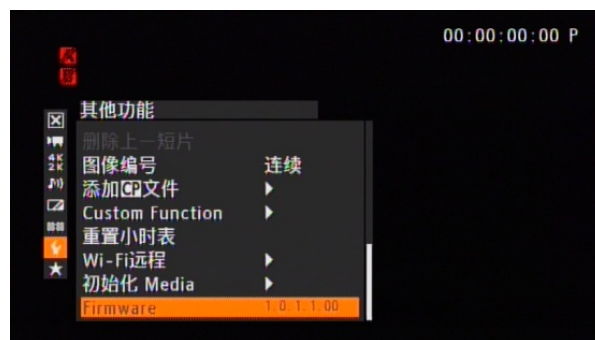 00:00:00:00 P
其他功能
删除上一短片
图像编号 连续
添加CP文件
Custom Function
重置小时表
Wi-Fi远程
初始化 Media
Firmware 1.0.1.1.00
4K
2K